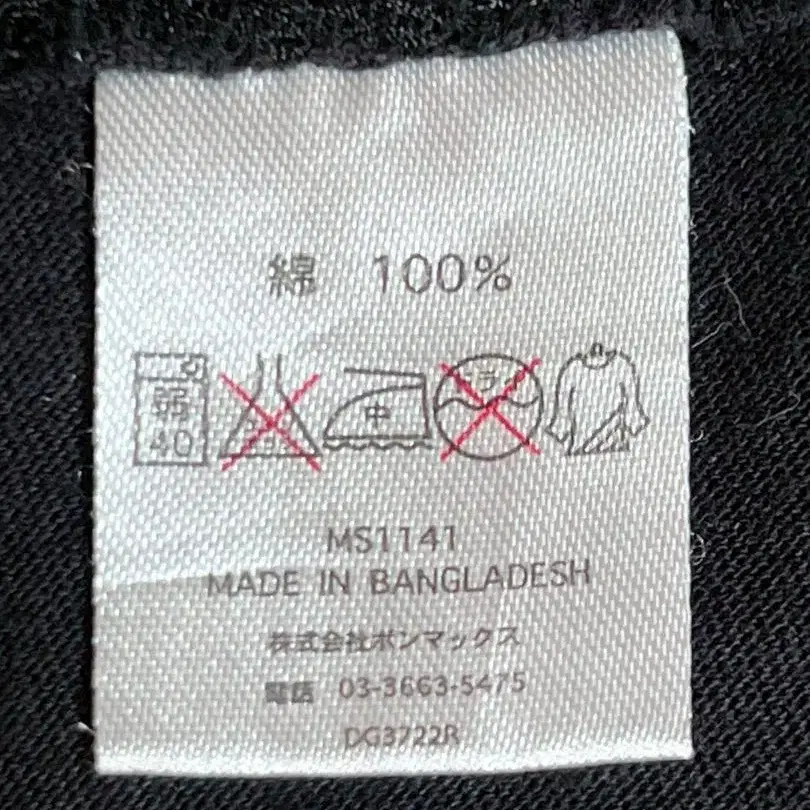 綿 100%
弱 40 中
MS1141
MADE IN BANGLADESH
株式会社ボンマックス
電話 03-3663-5475
DG3722R